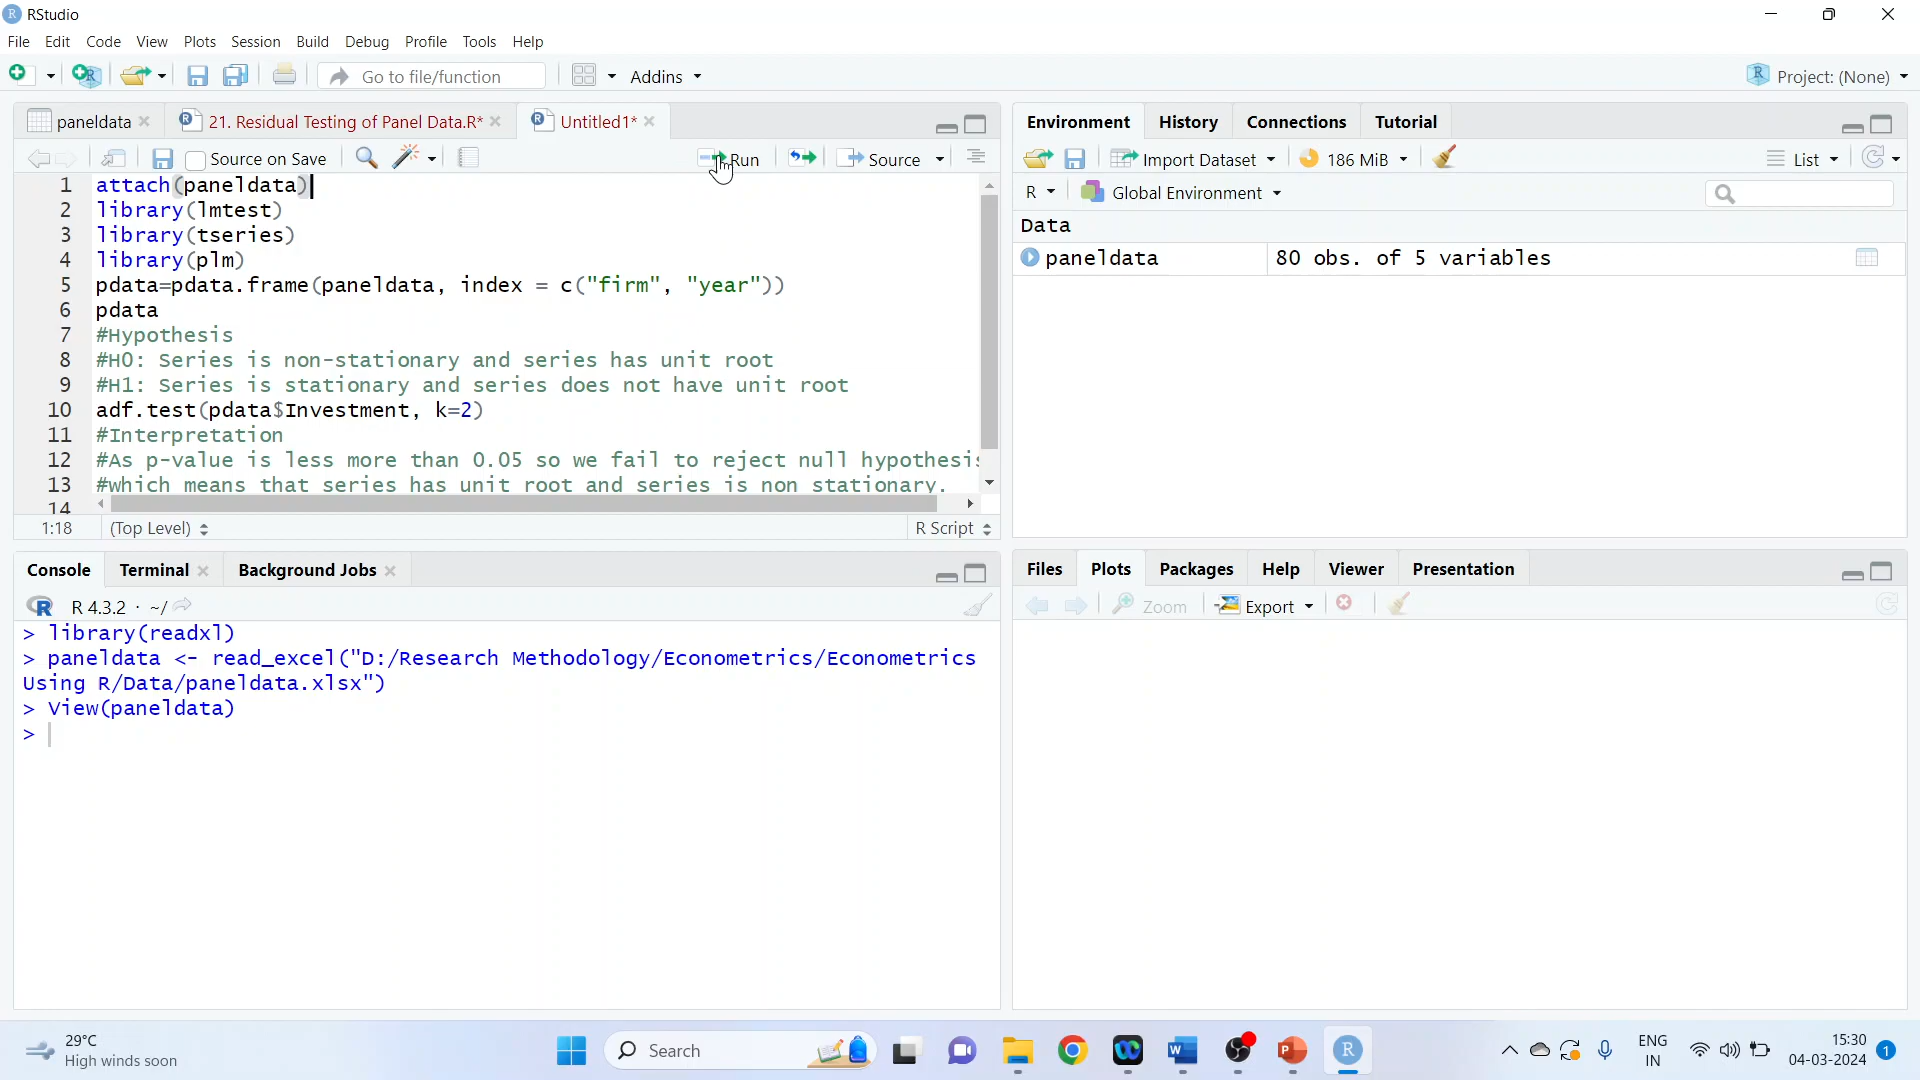 RStudio
File Edit Code View Plots Session Build Debug Profile Tools Help
Go to file/function Addins Project: (None)
paneldata 21. Residual Testing of Panel Data.R* Untitled1*
Source on Save Run Source
1 attach(paneldata)
2 library(lmtest)
3 library(tseries)
4 library(plm)
5 pdata=pdata.frame(paneldata, index = c("firm", "year"))
6 pdata
7 #Hypothesis
8 #H0: Series is non-stationary and series has unit root
9 #H1: Series is stationary and series does not have unit root
10 adf.test(pdata$Investment, k=2)
11 #Interpretation
12 #As p-value is less more than 0.05 so we fail to reject null hypothesis
13 #which means that series has unit root and series is non stationary.
14
1:18 (Top Level) R Script
Console Terminal Background Jobs
R 4.3.2 · ~/
> library(readxl)
> paneldata <- read_excel("D:/Research Methodology/Econometrics/Econometrics
Using R/Data/paneldata.xlsx")
> View(paneldata)
>
Environment History Connections Tutorial
Import Dataset 186 MiB List
R Global Environment
Data
paneldata 80 obs. of 5 variables
Files Plots Packages Help Viewer Presentation
Zoom Export
29°C
High winds soon
Search
ENG
IN
15:30
04-03-2024
1